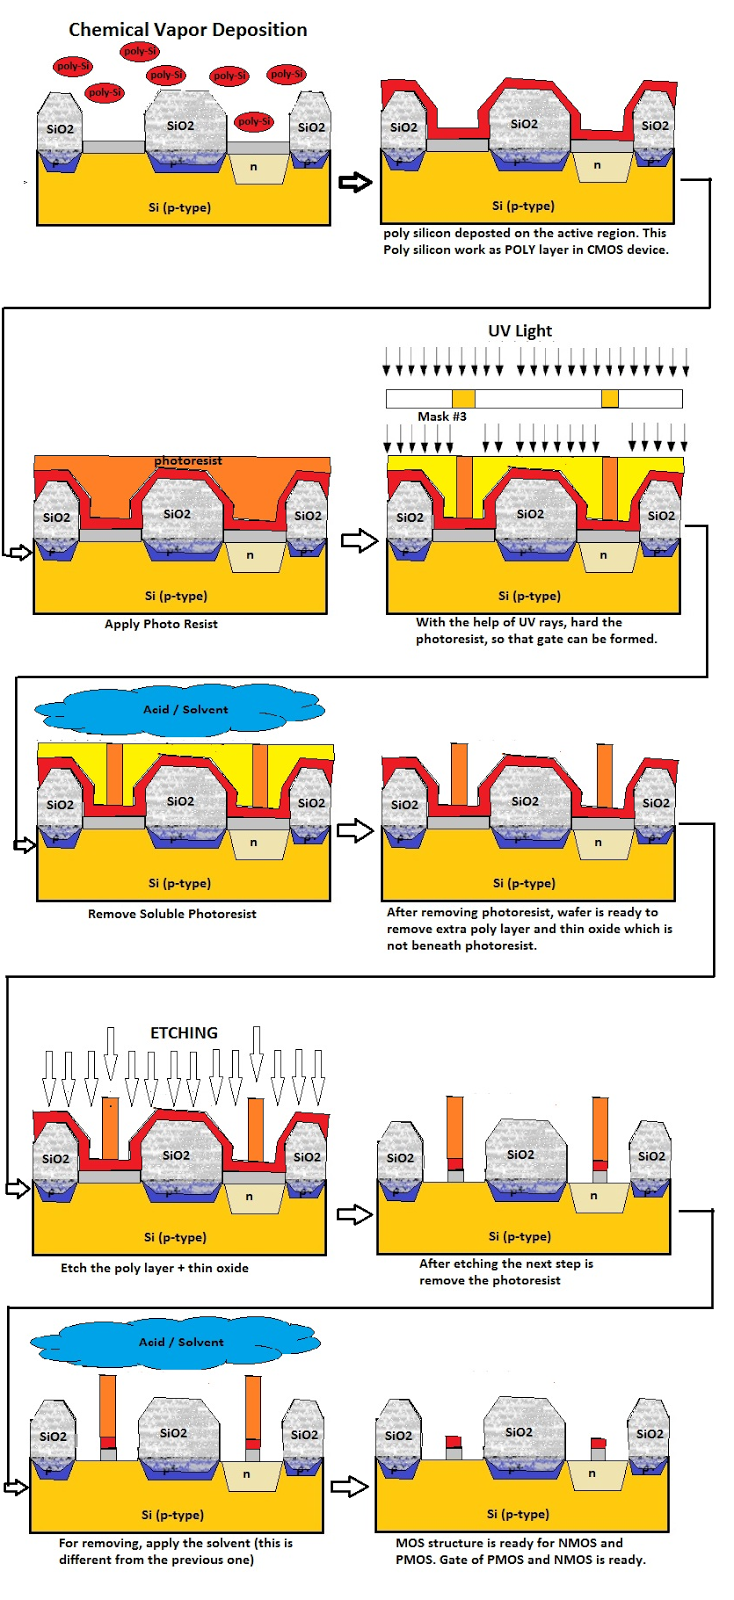 Chemical Vapor Deposition
poly-Si
poly-Si
poly-Si
poly-Si
poly-Si
poly-Si
poly-Si
SiO2
SiO2
SiO2
n
Si (p-type)
SiO2
SiO2
SiO2
n
Si (p-type)
poly silicon deposted on the active region. This
Poly silicon work as POLY layer in CMOS device.
UV Light
Mask #3
photoresist
SiO2
SiO2
SiO2
n
Si (p-type)
Apply Photo Resist
SiO2
SiO2
SiO2
n
Si (p-type)
With the help of UV rays, hard the
photoresist, so that gate can be formed.
Acid / Solvent
SiO2
SiO2
SiO2
n
Si (p-type)
Remove Soluble Photoresist
SiO2
SiO2
SiO2
n
Si (p-type)
After removing photoresist, wafer is ready to
remove extra poly layer and thin oxide which is
not beneath photoresist.
ETCHING
SiO2
SiO2
SiO2
n
Si (p-type)
Etch the poly layer + thin oxide
SiO2
SiO2
SiO2
n
Si (p-type)
After etching the next step is
remove the photoresist
Acid / Solvent
SiO2
SiO2
SiO2
n
Si (p-type)
For removing, apply the solvent (this is
different from the previous one)
SiO2
SiO2
SiO2
n
Si (p-type)
MOS structure is ready for NMOS and
PMOS. Gate of PMOS and NMOS is ready.